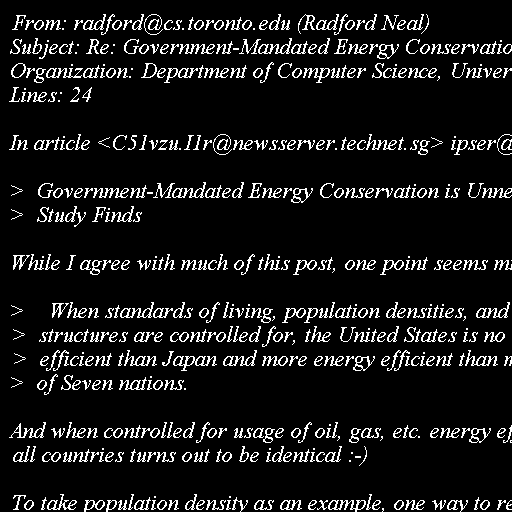 From: radford@cs.toronto.edu (Radford Neal)
Subject: Re: Government-Mandated Energy Conservatio
Organization: Department of Computer Science, Univer
Lines: 24
In article <C51vzu.I1r@newsserver.technet.sg> ipser@
> Government-Mandated Energy Conservation is Unne
> Study Finds
While I agree with much of this post, one point seems mi
> When standards of living, population densities, and
> structures are controlled for, the United States is no
> efficient than Japan and more energy efficient than m
> of Seven nations.
And when controlled for usage of oil, gas, etc. energy ef
all countries turns out to be identical :-)
To take population density as an example, one way to re